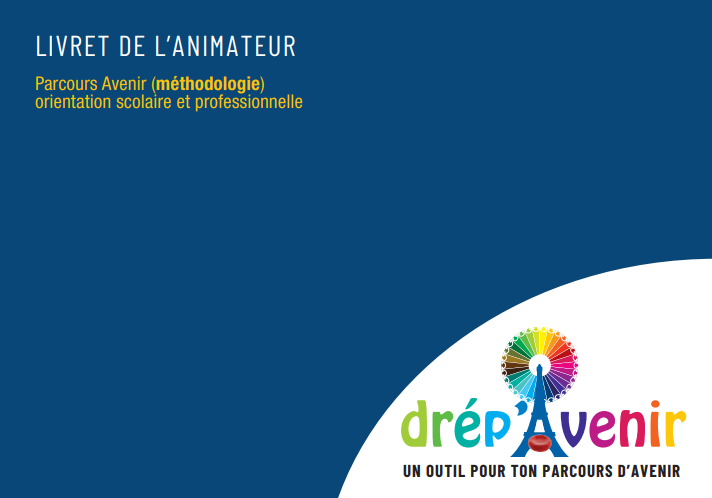 LIVRET DE L'ANIMATEUR
Parcours Avenir (méthodologie)
orientation scolaire et professionnelle
drép'Avenir
UN OUTIL POUR TON PARCOURS D'AVENIR